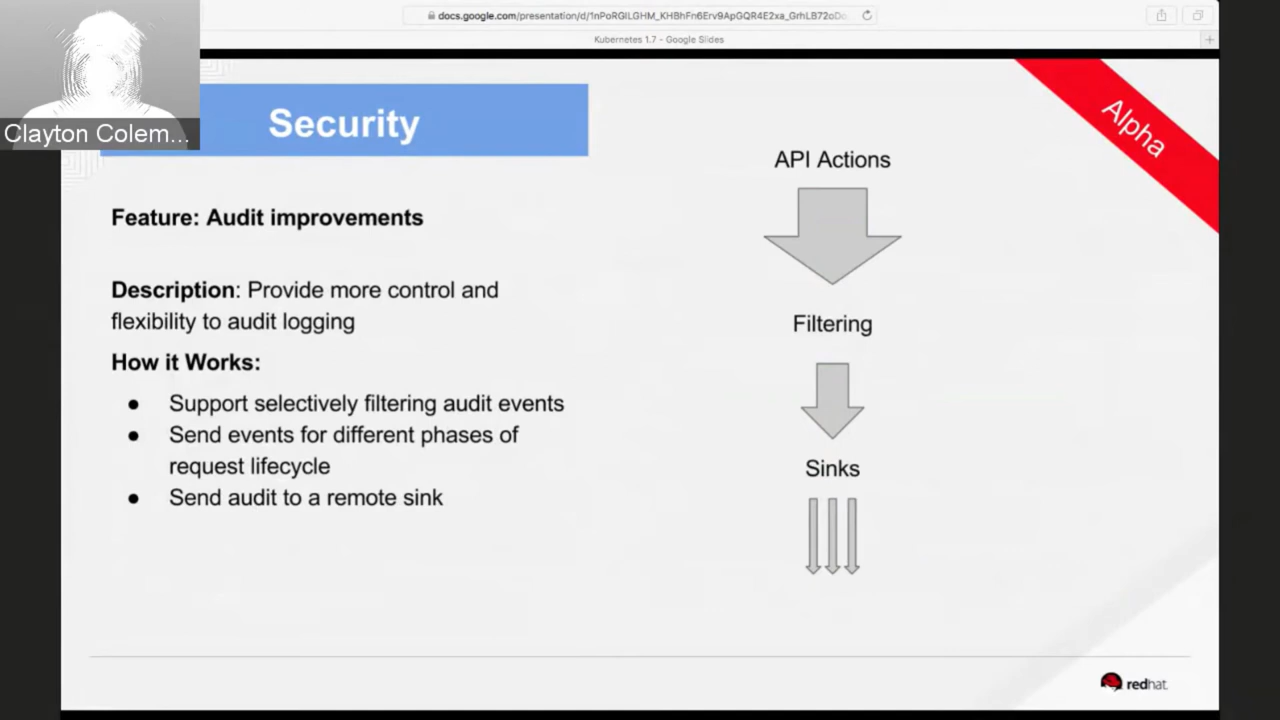 docs.google.com/presentation/d/1nPoRGILGHM_KHBhFn6Erv9ApGQR4E2xa_GrhLB72oDo
Kubernetes 1.7 - Google Slides
Clayton Colem...
Security
Alpha
Feature: Audit improvements
Description: Provide more control and
flexibility to audit logging
How it Works:
● Support selectively filtering audit events
● Send events for different phases of
request lifecycle
● Send audit to a remote sink
API Actions
Filtering
Sinks
redhat.